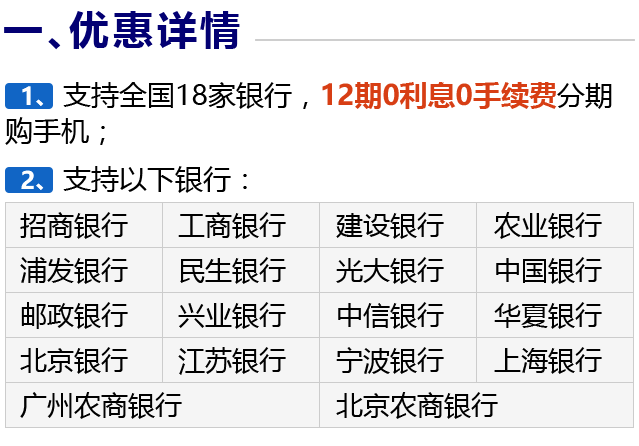 一、优惠详情
1、支持全国18家银行，12期0利息0手续费分期
购手机；
2、支持以下银行：
招商银行 工商银行 建设银行 农业银行
浦发银行 民生银行 光大银行 中国银行
邮政银行 兴业银行 中信银行 华夏银行
北京银行 江苏银行 宁波银行 上海银行
广州农商银行 北京农商银行